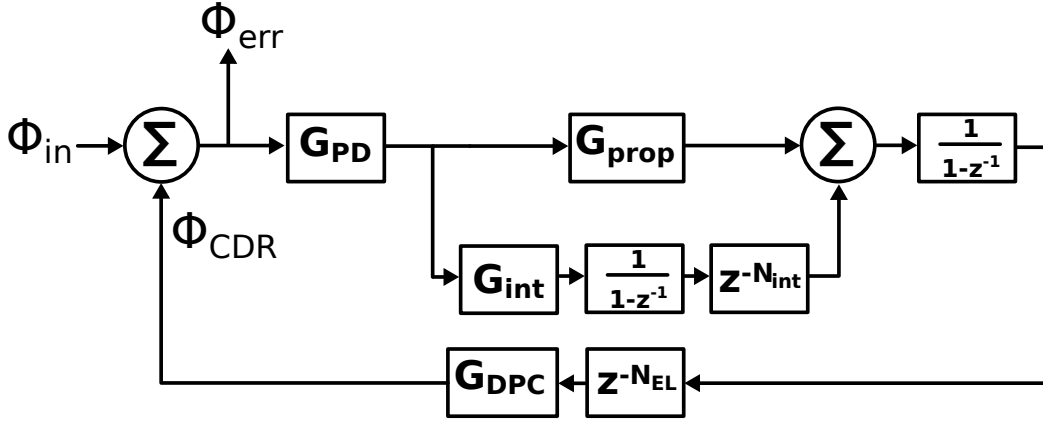 Φerr
Φin
Σ
GPD
Gprop
Σ
1
1-z-1
ΦCDR
Gint
1
1-z-1
z-Nint
GDPC
z-NEL